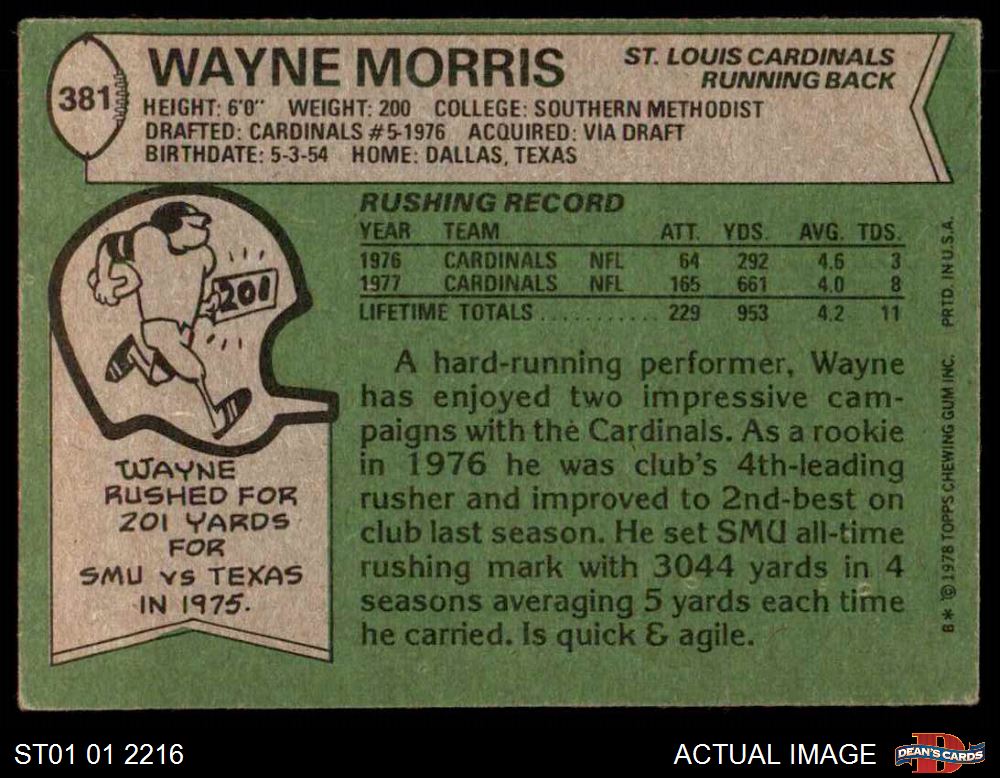 381
WAYNE MORRIS
ST. LOUIS CARDINALS
RUNNING BACK
HEIGHT: 6'0" WEIGHT: 200 COLLEGE: SOUTHERN METHODIST
DRAFTED: CARDINALS #5-1976 ACQUIRED: VIA DRAFT
BIRTHDATE: 5-3-54 HOME: DALLAS, TEXAS
RUSHING RECORD
YEAR TEAM ATT. YDS. AVG. TDS.
1976 CARDINALS NFL 64 292 4.6 3
1977 CARDINALS NFL 165 661 4.0 8
LIFETIME TOTALS ........... 229 953 4.2 11
201
WAYNE
RUSHED FOR
201 YARDS
FOR
SMU VS TEXAS
IN 1975.
A hard-running performer, Wayne
has enjoyed two impressive cam-
paigns with the Cardinals. As a rookie
in 1976 he was club's 4th-leading
rusher and improved to 2nd-best on
club last season. He set SMU all-time
rushing mark with 3044 yards in 4
seasons averaging 5 yards each time
he carried. Is quick & agile.
B* © 1978 TOPPS CHEWING GUM INC. PRTD. IN U.S.A.
ST01 01 2216
ACTUAL IMAGE
D
DEAN'S CARDS